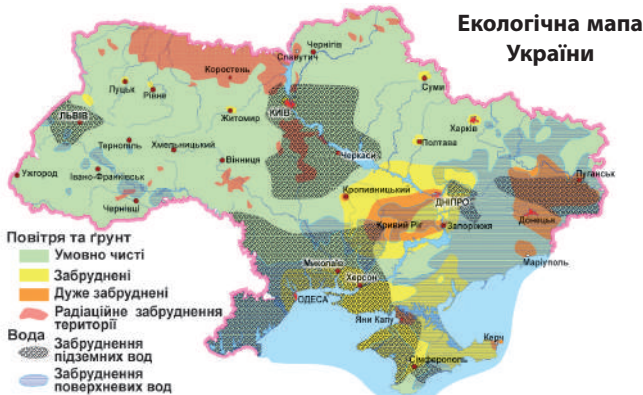 Екологічна мапа
України
Чернігів
Славутич
Коростень
Суми
Луцьк
Рівне
КИЇВ
Житомир
Харків
ЛЬВІВ
Полтава
Тернопіль
Хмельницький
Черкаси
Вінниця
Луганськ
Ужгород
Івано-Франківськ
Кропивницький
ДНІПРО
Чернівці
Донецьк
Кривий Ріг
Запоріжжя
Маріуполь
Миколаїв
Херсон
ОДЕСА
Яни Капу
Керч
Сімферополь
Повітря та ґрунт
Умовно чисті
Забруднені
Дуже забруднені
Радіаційне забруднення
території
Вода
Забруднення
підземних вод
Забруднення
поверхневих вод